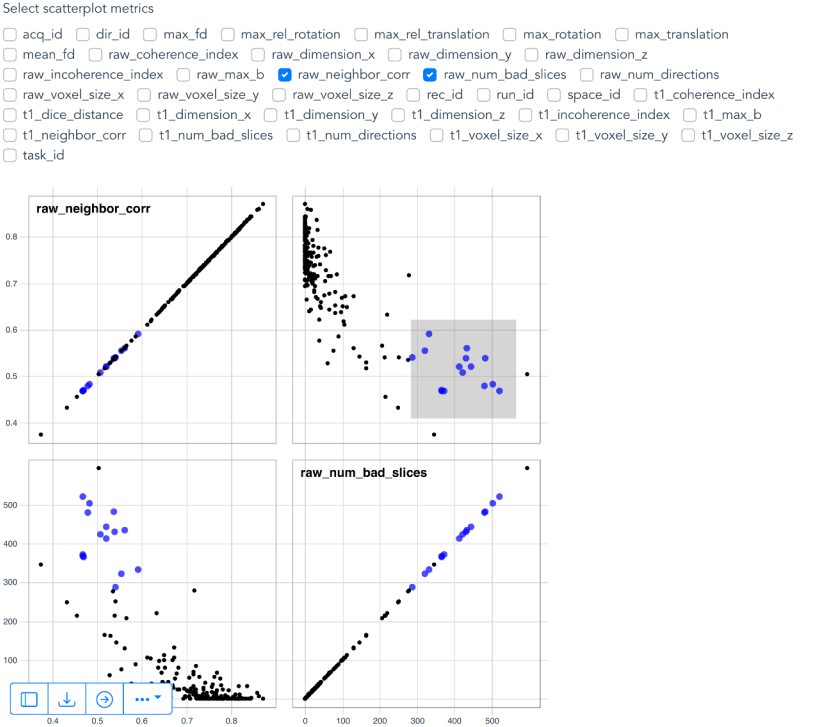 Select scatterplot metrics
acq_id dir_id max_fd max_rel_rotation max_rel_translation max_rotation max_translation
mean_fd raw_coherence_index raw_dimension_x raw_dimension_y raw_dimension_z
raw_incoherence_index raw_max_b raw_neighbor_corr raw_num_bad_slices raw_num_directions
raw_voxel_size_x raw_voxel_size_y raw_voxel_size_z rec_id run_id space_id t1_coherence_index
t1_dice_distance t1_dimension_x t1_dimension_y t1_dimension_z t1_incoherence_index t1_max_b
t1_neighbor_corr t1_num_bad_slices t1_num_directions t1_voxel_size_x t1_voxel_size_y t1_voxel_size_z
task_id
raw_neighbor_corr
0.8
0.7
0.6
0.5
0.4
raw_num_bad_slices
500
400
300
200
100
0.4 0.5 0.6 0.7 0.8
0 100 200 300 400 500